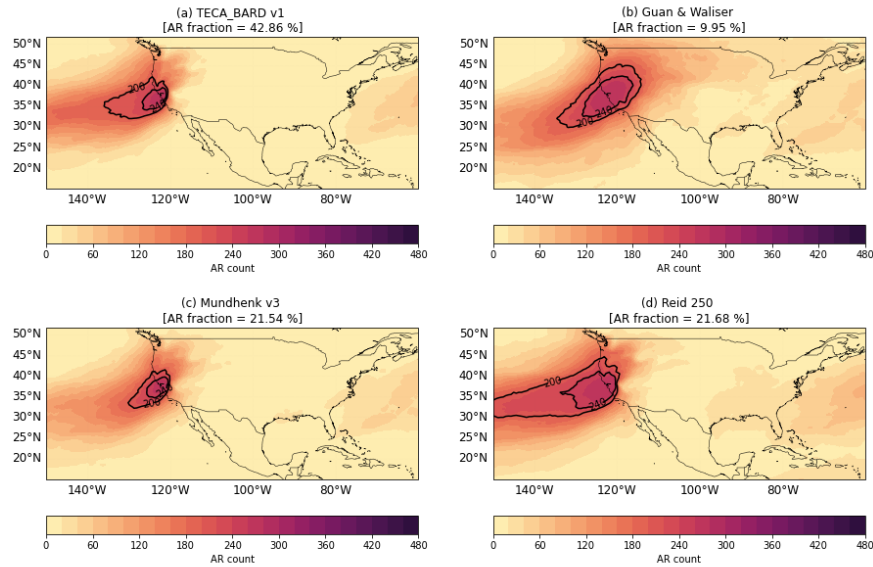 (a) TECA_BARD v1
[AR fraction = 42.86 %]
50°N
45°N
40°N
35°N
30°N
25°N
20°N
200
240
140°W 120°W 100°W 80°W
0 60 120 180 240 300 360 420 480
AR count
(b) Guan & Waliser
[AR fraction = 9.95 %]
50°N
45°N
40°N
35°N
30°N
25°N
20°N
200
240
140°W 120°W 100°W 80°W
0 60 120 180 240 300 360 420 480
AR count
(c) Mundhenk v3
[AR fraction = 21.54 %]
50°N
45°N
40°N
35°N
30°N
25°N
20°N
200
140°W 120°W 100°W 80°W
0 60 120 180 240 300 360 420 480
AR count
(d) Reid 250
[AR fraction = 21.68 %]
50°N
45°N
40°N
35°N
30°N
25°N
20°N
200
240
140°W 120°W 100°W 80°W
0 60 120 180 240 300 360 420 480
AR count